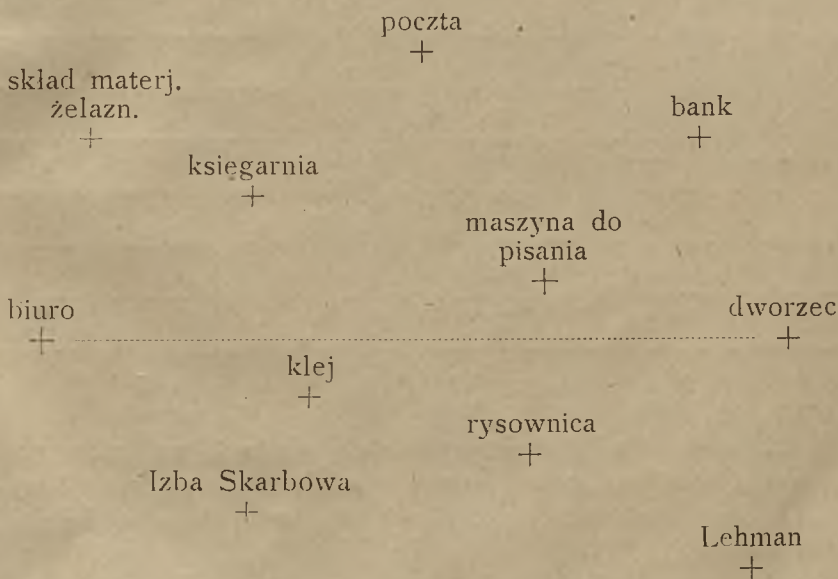 poczta
skład materj.
żelazn.
bank
księgarnia
maszyna do
pisania
biuro
dworzec
klej
rysownica
Izba Skarbowa
Lehman